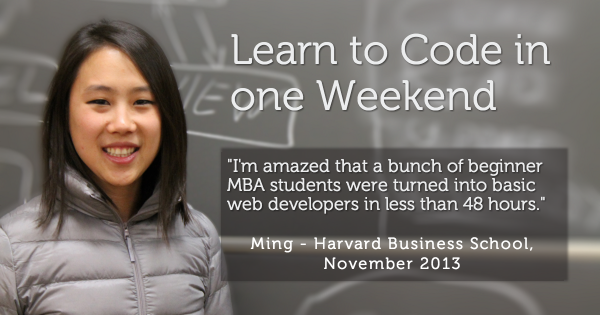 Learn to Code in
one Weekend
"I'm amazed that a bunch of beginner
MBA students were turned into basic
web developers in less than 48 hours."
Ming - Harvard Business School,
November 2013